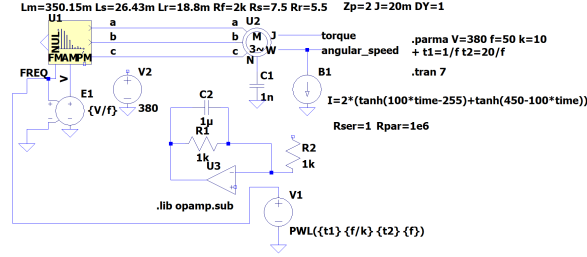 Lm=350.15m Ls=26.43m Lr=18.8m Rf=2k Rs=7.5 Rr=5.5 Zp=2 J=20m DY=1
U1
a
U2
NUL
b
M
J
torque
.parma V=380 f=50 k=10
c
c
3~
W
angular_speed
+ t1=1/f t2=20/f
FM
AM
PM
N
FREQ
V
V2
C1
B1
.tran 7
E1
C2
{V/f}
380
1n
I=2*(tanh(100*time-255)+tanh(450-100*time))
1µ
R1
Rser=1 Rpar=1e6
1k
R2
U3
1k
V1
.lib opamp.sub
PWL({t1} {f/k} {t2} {f})